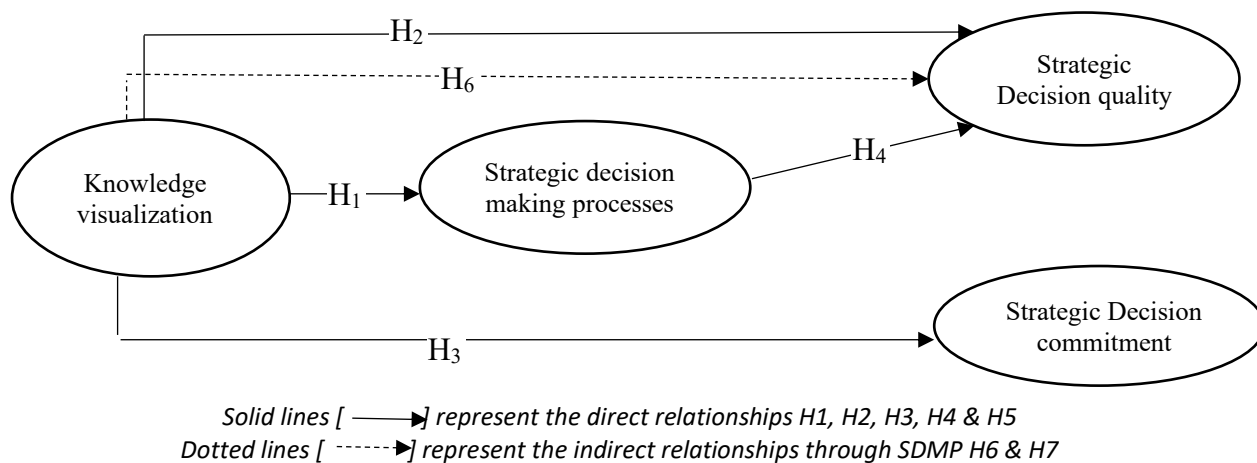 H2
H6
Strategic
Decision quality
Knowledge
visualization
H1
Strategic decision
making processes
H4
Strategic Decision
commitment
H3
Solid lines [ ] represent the direct relationships H1, H2, H3, H4 & H5
Dotted lines [ ] represent the indirect relationships through SDMP H6 & H7